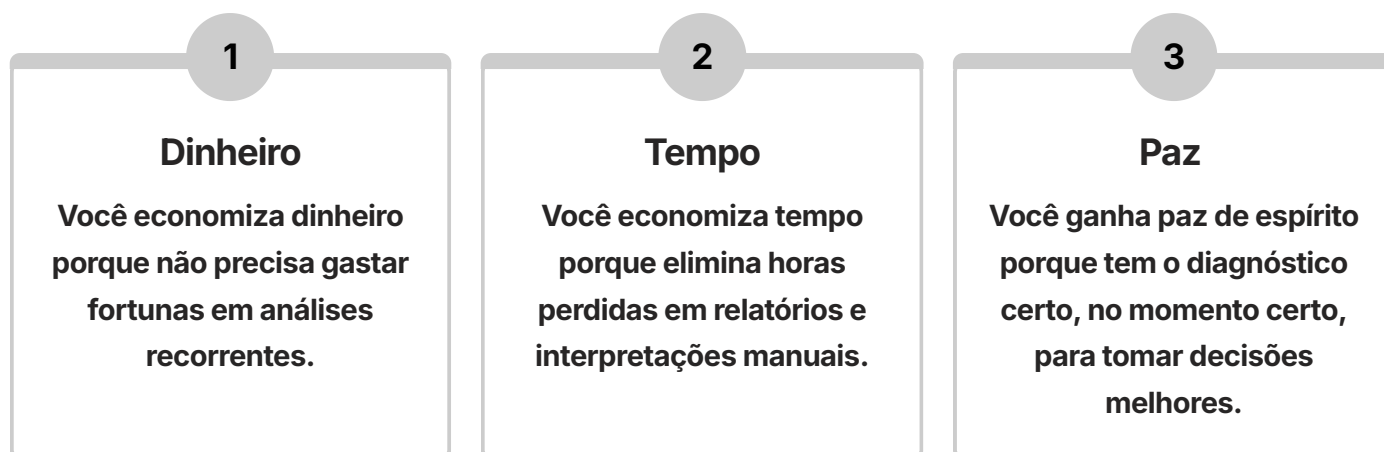 1
Dinheiro
Você economiza dinheiro
porque não precisa gastar
fortunas em análises
recorrentes.
2
Tempo
Você economiza tempo
porque elimina horas
perdidas em relatórios e
interpretações manuais.
3
Paz
Você ganha paz de espírito
porque tem o diagnóstico
certo, no momento certo,
para tomar decisões
melhores.